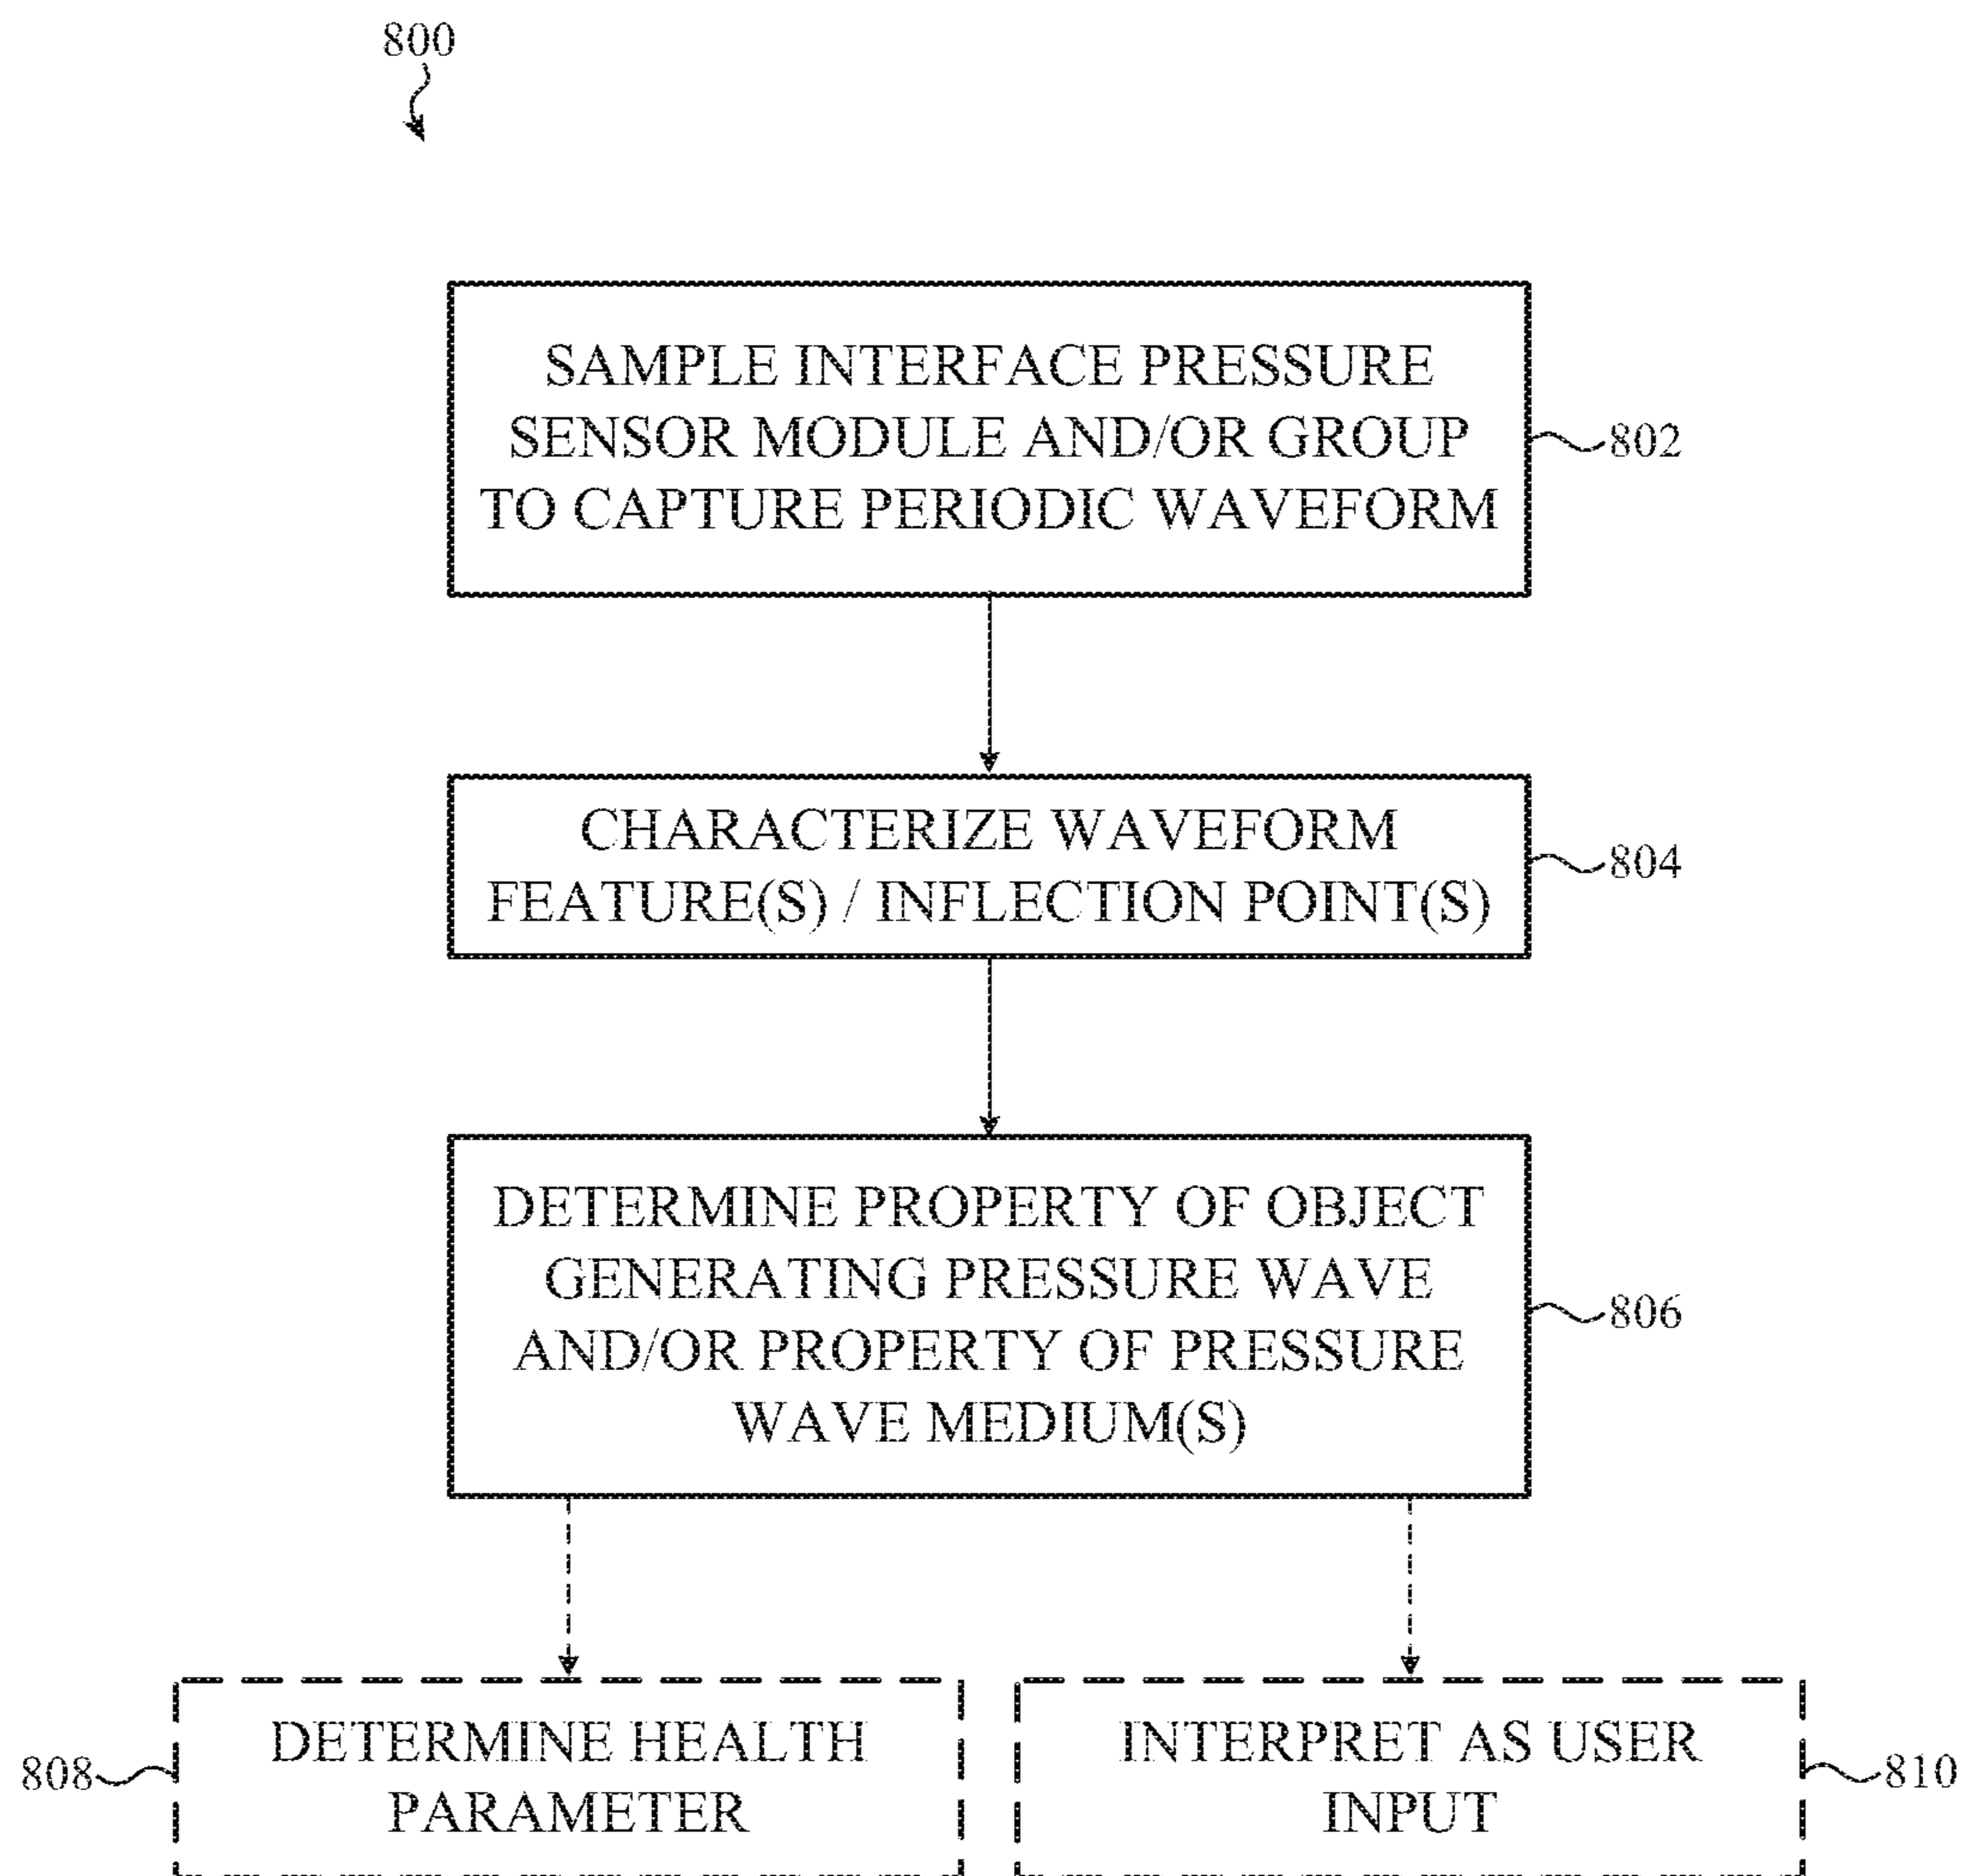 800
SAMPLE INTERFACE PRESSURE
SENSOR MODULE AND/OR GROUP
TO CAPTURE PERIODIC WAVEFORM
802
CHARACTERIZE WAVEFORM
FEATURE(S) / INFLECTION POINT(S)
804
DETERMINE PROPERTY OF OBJECT
GENERATING PRESSURE WAVE
AND/OR PROPERTY OF PRESSURE
WAVE MEDIUM(S)
806
808
DETERMINE HEALTH
PARAMETER
INTERPRET AS USER
INPUT
810